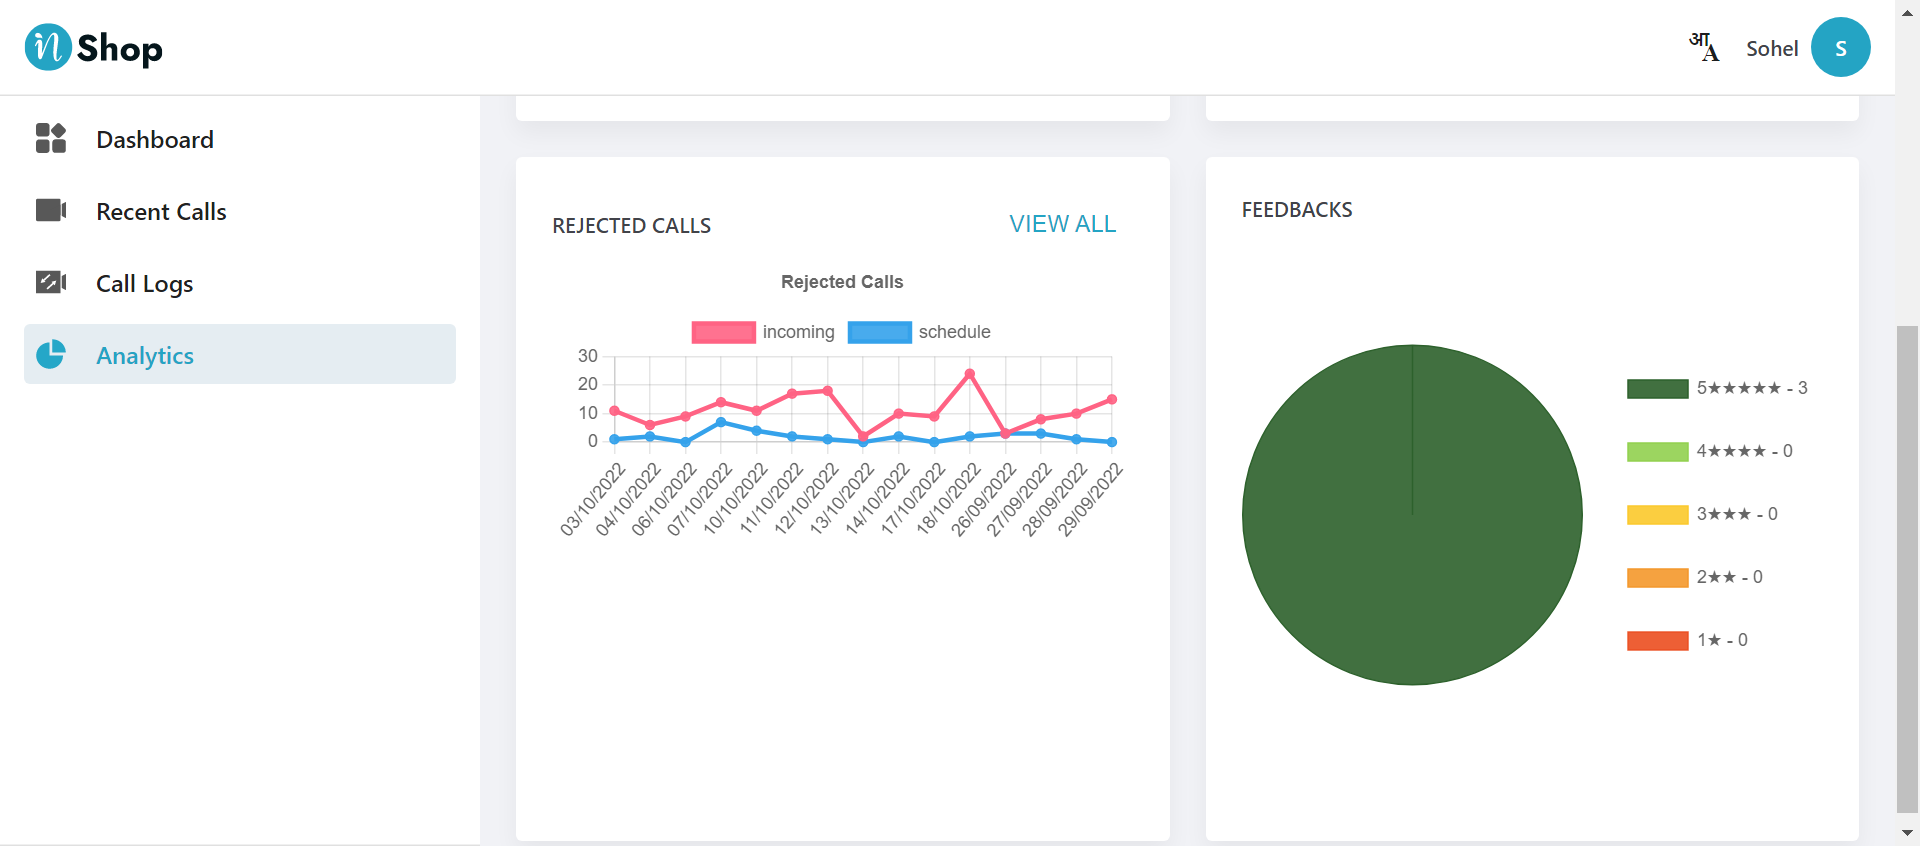 n Shop
आA
Sohel
S
Dashboard
Recent Calls
Call Logs
Analytics
REJECTED CALLS
VIEW ALL
Rejected Calls
incoming
schedule
30
20
10
0
03/10/2022
04/10/2022
06/10/2022
07/10/2022
10/10/2022
11/10/2022
12/10/2022
13/10/2022
14/10/2022
17/10/2022
18/10/2022
26/09/2022
27/09/2022
28/09/2022
29/09/2022
FEEDBACKS
5★★★★★ - 3
4★★★★ - 0
3★★★ - 0
2★★ - 0
1★ - 0